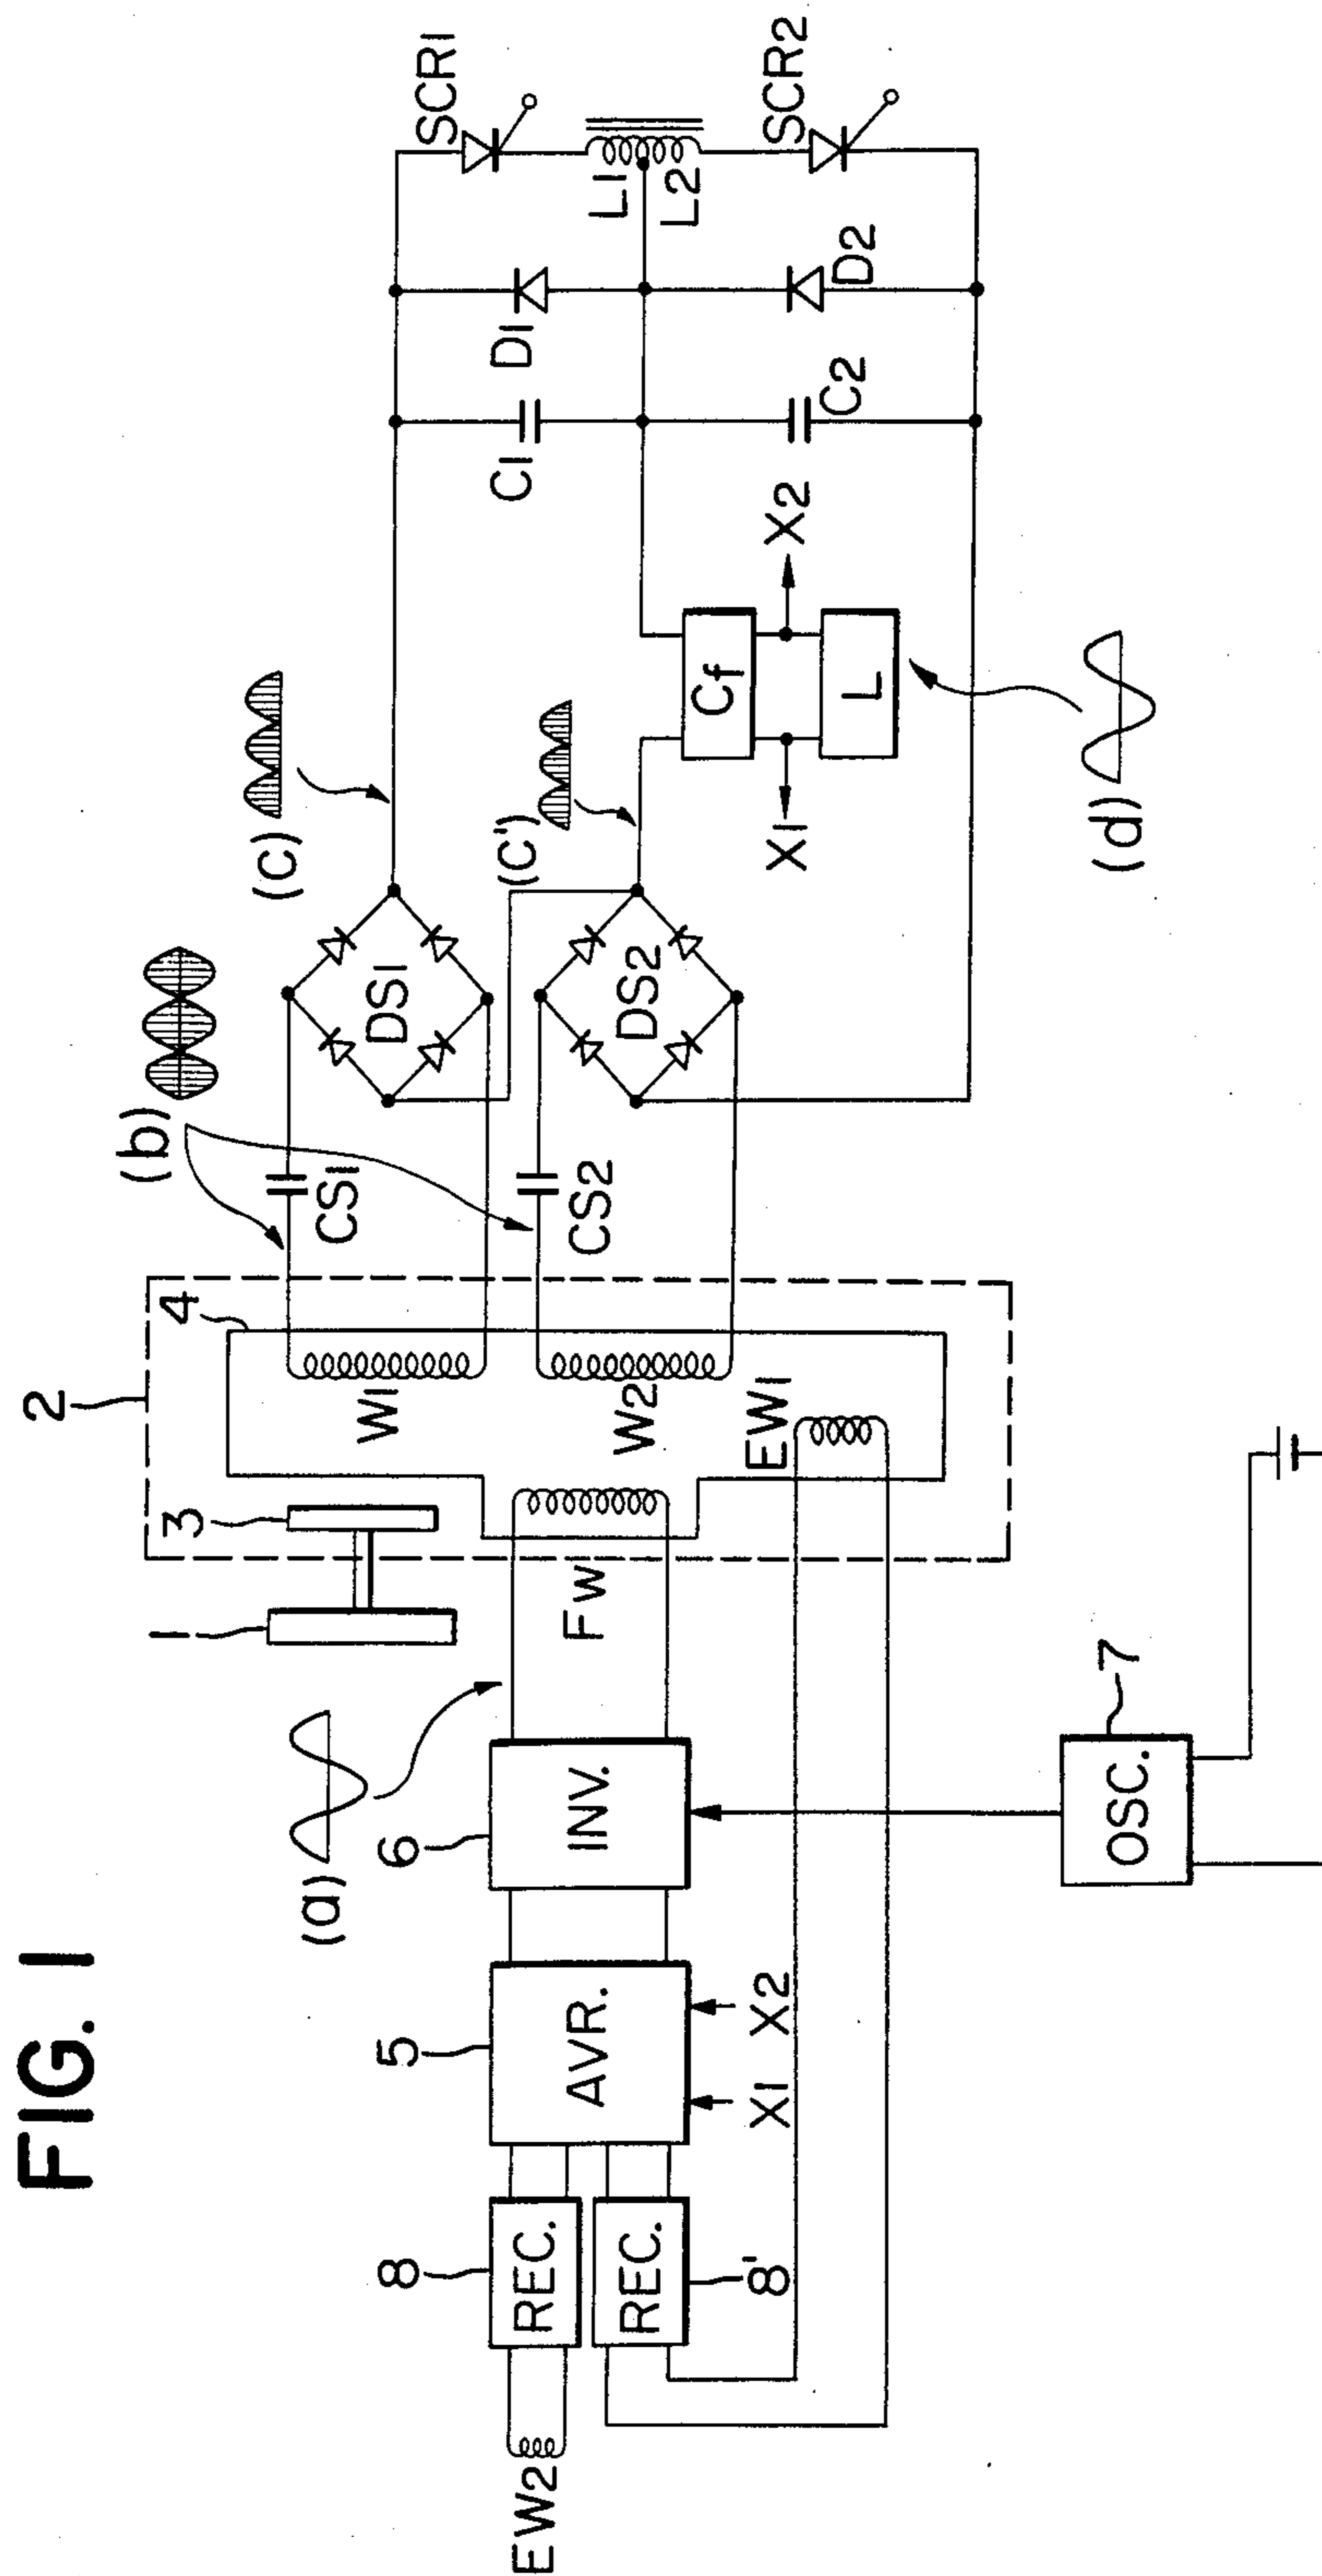 FIG. 1
EW2
8
REC.
REC.
8'
5
AVR.
X1
X2
6
INV.
(a)
OSC.
7
1
3
Fw
2
4
W1
W2
EW1
(b)
CS1
CS2
DS1
DS2
(C)
(C')
Cf
L
X1
X2
(d)
C1
C2
D1
D2
L1
L2
SCR1
SCR2